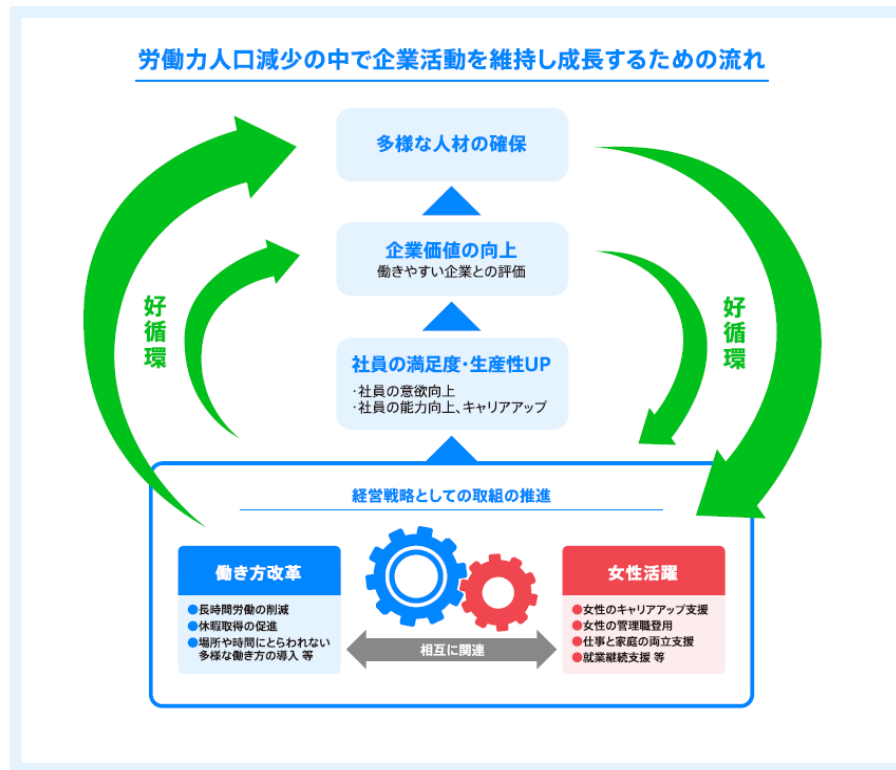 労働力人口減少の中で企業活動を維持し成長するための流れ
多様な人材の確保
企業価値の向上
働きやすい企業との評価
好循環
好循環
社員の満足度・生産性UP
・社員の意欲向上
・社員の能力向上、キャリアアップ
経営戦略としての取組の推進
働き方改革
●長時間労働の削減
●休暇取得の促進
●場所や時間にとらわれない
多様な働き方の導入 等
相互に関連
女性活躍
●女性のキャリアアップ支援
●女性の管理職登用
●仕事と家庭の両立支援
●就業継続支援 等